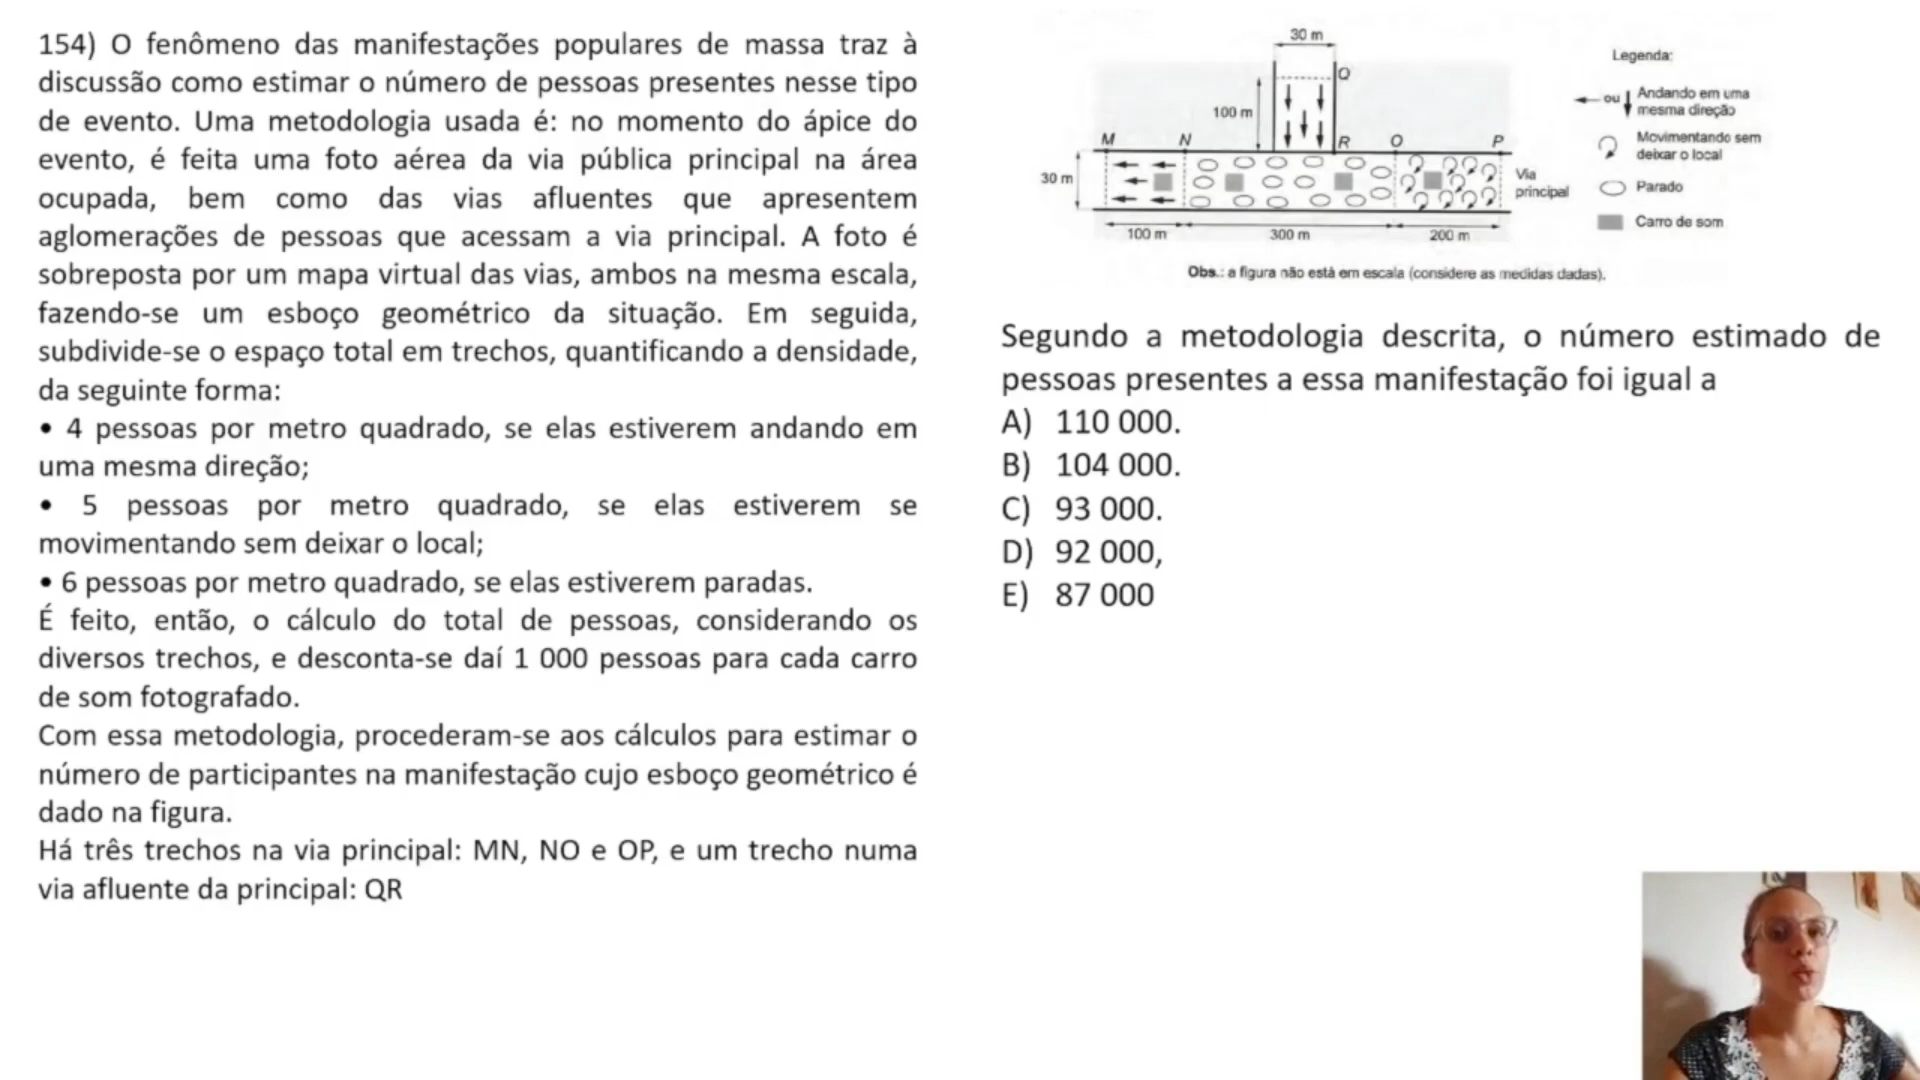 154) O fenômeno das manifestações populares de massa traz à
discussão como estimar o número de pessoas presentes nesse tipo
de evento. Uma metodologia usada é: no momento do ápice do
evento, é feita uma foto aérea da via pública principal na área
ocupada, bem como das vias afluentes que apresentem
aglomerações de pessoas que acessam a via principal. A foto é
sobreposta por um mapa virtual das vias, ambos na mesma escala,
fazendo-se um esboço geométrico da situação. Em seguida,
subdivide-se o espaço total em trechos, quantificando a densidade,
da seguinte forma:
• 4 pessoas por metro quadrado, se elas estiverem andando em
uma mesma direção;
• 5 pessoas por metro quadrado, se elas estiverem se
movimentando sem deixar o local;
• 6 pessoas por metro quadrado, se elas estiverem paradas.
É feito, então, o cálculo do total de pessoas, considerando os
diversos trechos, e desconta-se daí 1 000 pessoas para cada carro
de som fotografado.
Com essa metodologia, procederam-se aos cálculos para estimar o
número de participantes na manifestação cujo esboço geométrico é
dado na figura.
Há três trechos na via principal: MN, NO e OP, e um trecho numa
via afluente da principal: QR
30 m
Q
100 m
M N R O P
30 m
Via
principal
100 m 300 m 200 m
Legenda:
ou Andando em uma
mesma direção
Movimentando sem
deixar o local
Parado
Carro de som
Obs.: a figura não está em escala (considere as medidas dadas).
Segundo a metodologia descrita, o número estimado de
pessoas presentes a essa manifestação foi igual a
A) 110 000.
B) 104 000.
C) 93 000.
D) 92 000,
E) 87 000